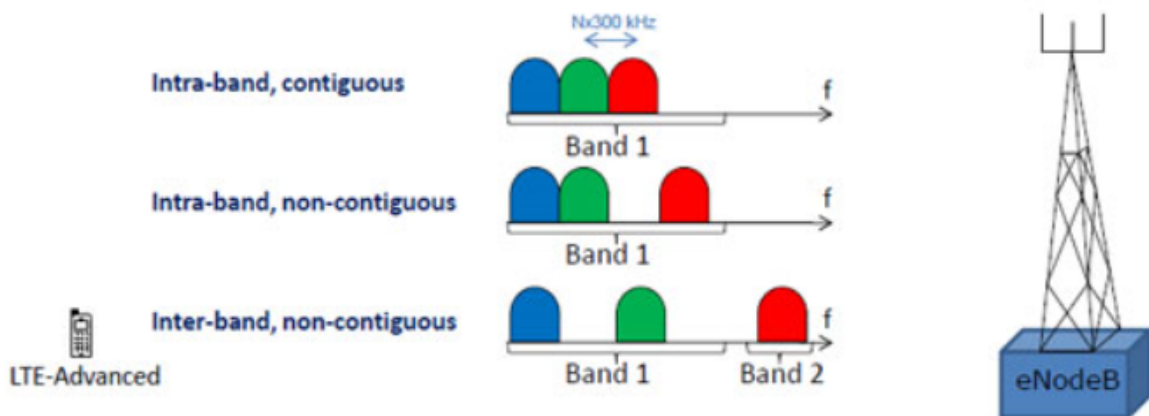 Nx300 kHz
Intra-band, contiguous
f
Band 1
Intra-band, non-contiguous
f
Band 1
Inter-band, non-contiguous
f
LTE-Advanced
Band 1
Band 2
eNodeB